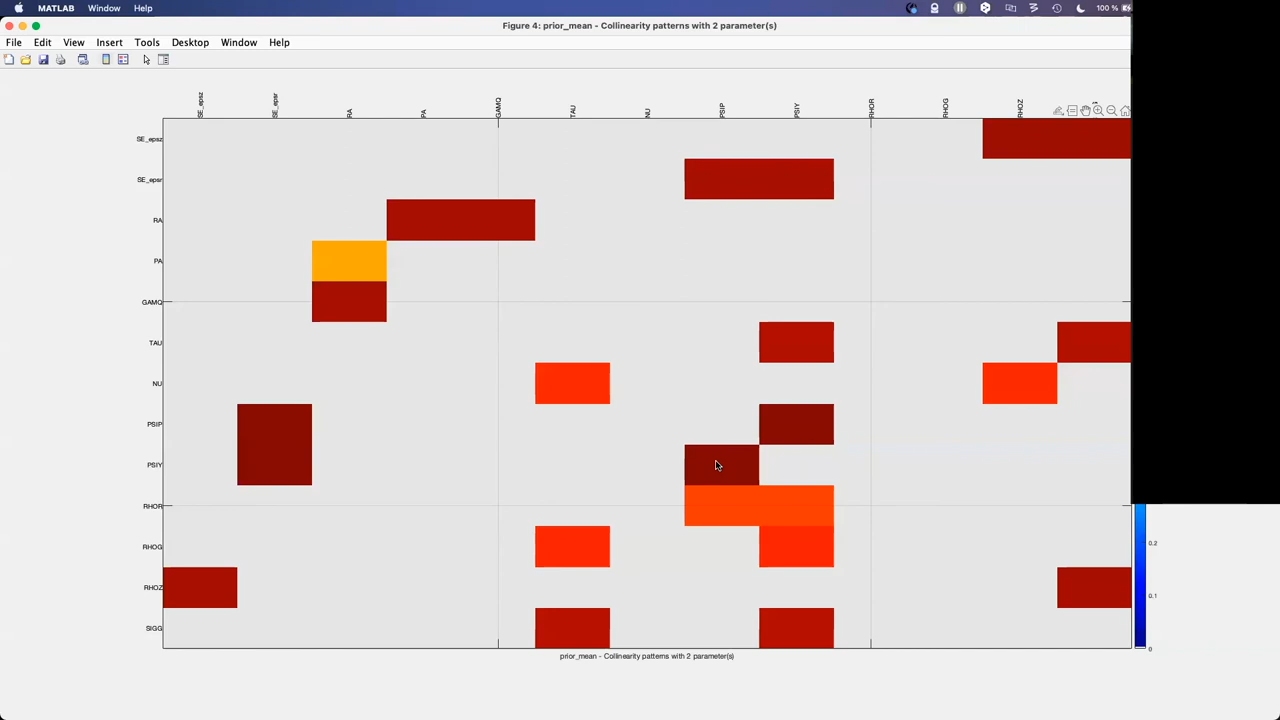 MATLAB Window Help 100 %
Figure 4: prior_mean - Collinearity patterns with 2 parameter(s)
File Edit View Insert Tools Desktop Window Help
SE_epsz SE_epsr RA PA GAMQ TAU NU PSIP PSIY RHOR RHOG RHOZ
SE_epsz
SE_epsr
RA
PA
GAMQ
TAU
NU
PSIP
PSIY
RHOR
RHOG
RHOZ
SIGG
0.2
0.1
0
prior_mean - Collinearity patterns with 2 parameter(s)